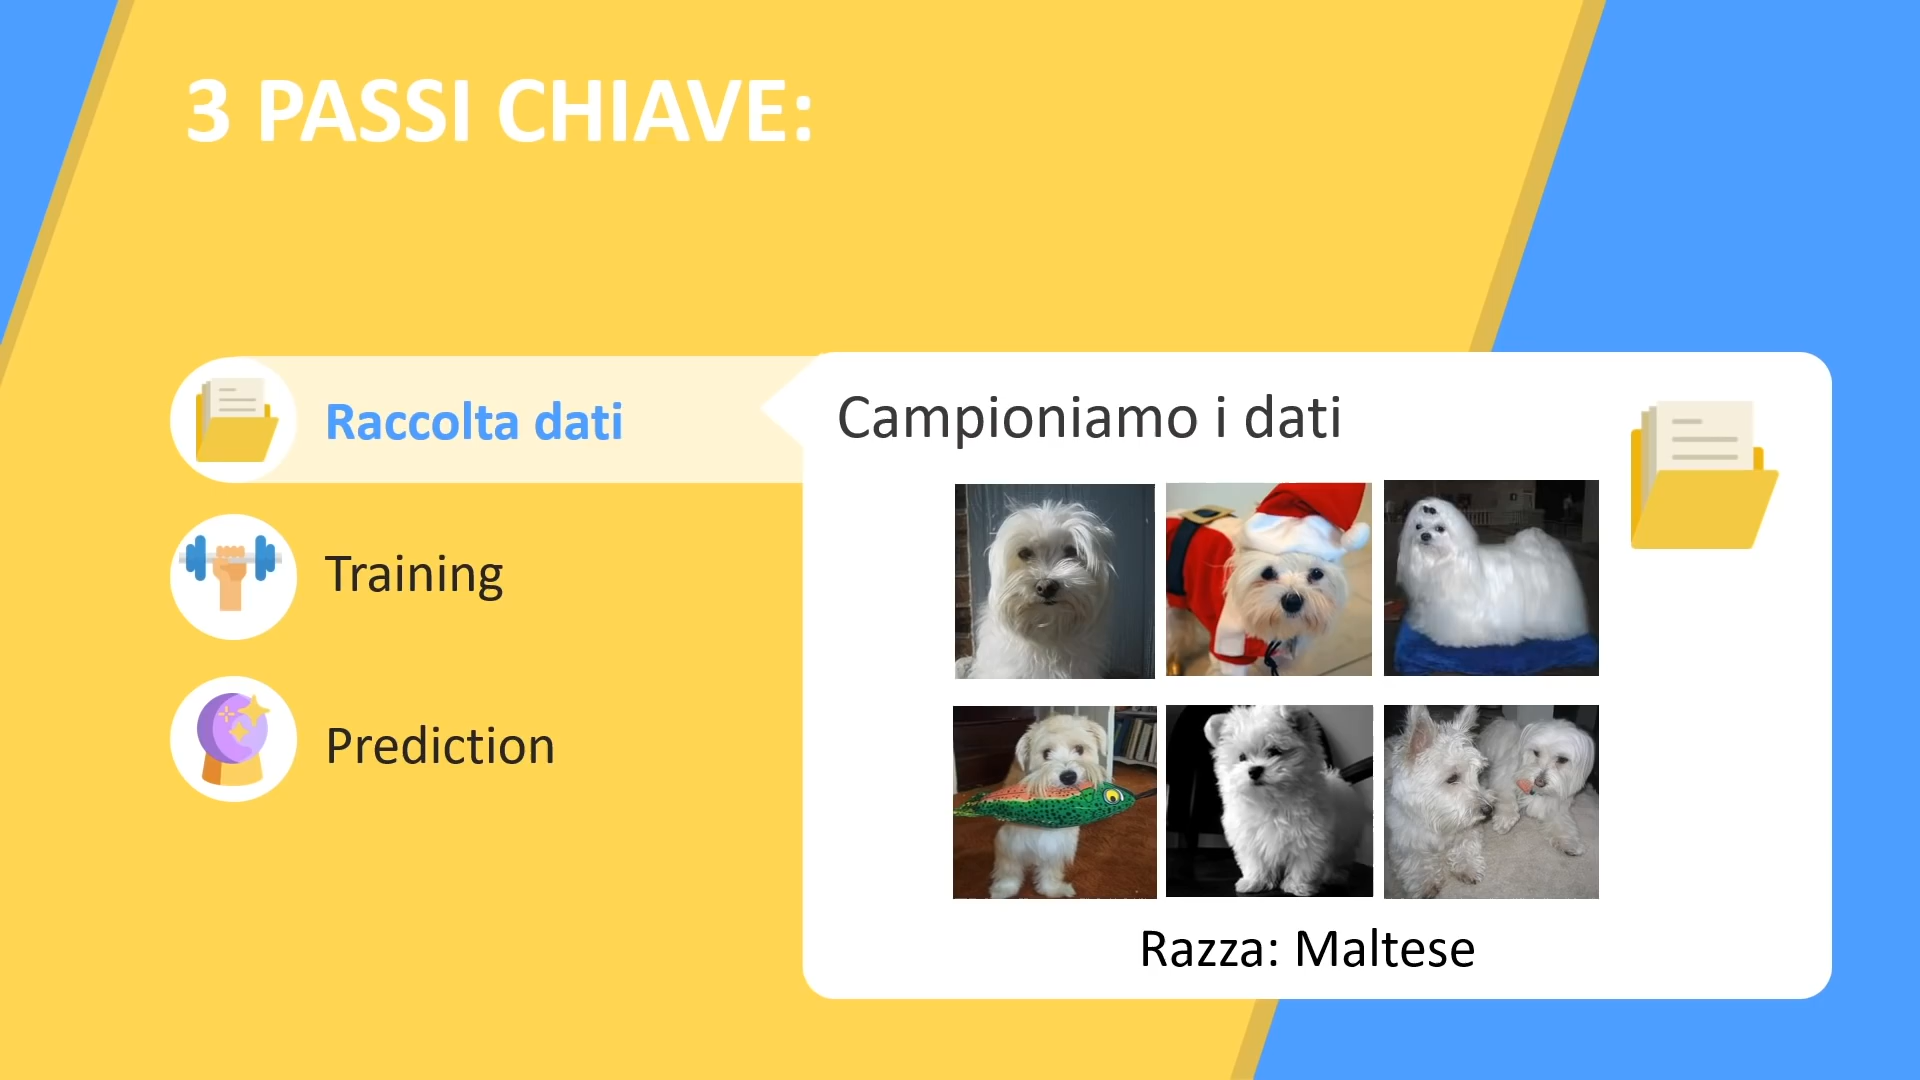 3 PASSI CHIAVE:
Raccolta dati
Training
Prediction
Campioniamo i dati
Razza: Maltese